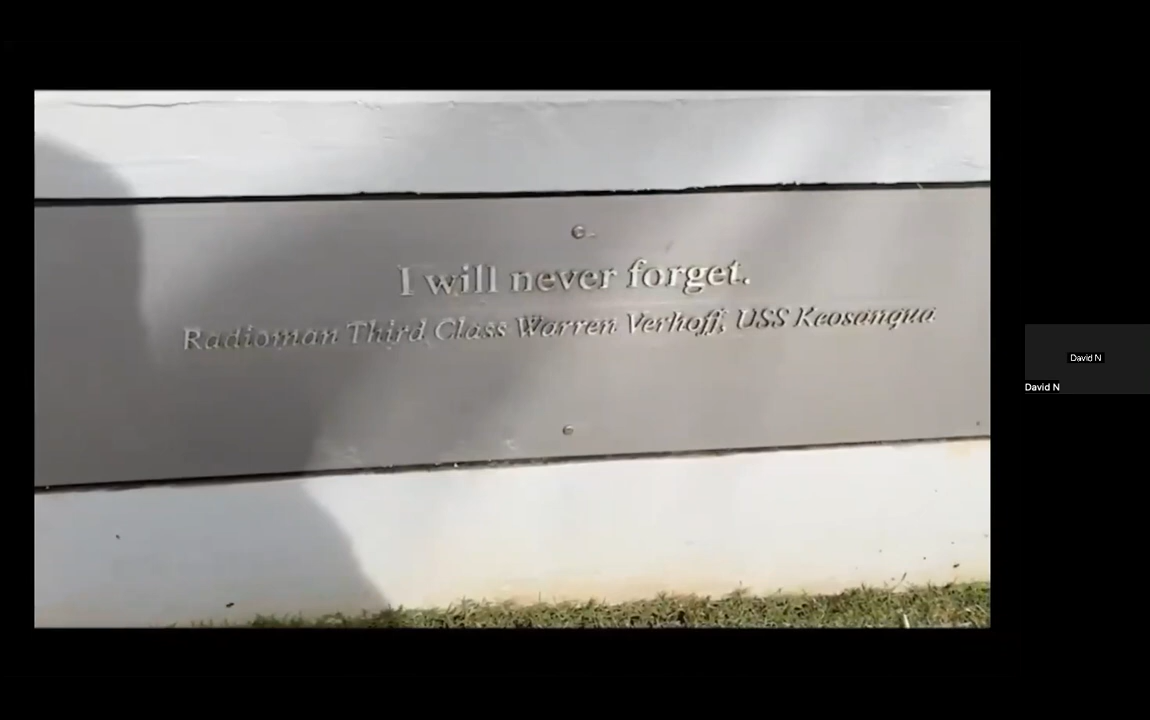 I will never forget.
Radioman Third Class Warren Verhoff, USS Keosanqua
David N
David N